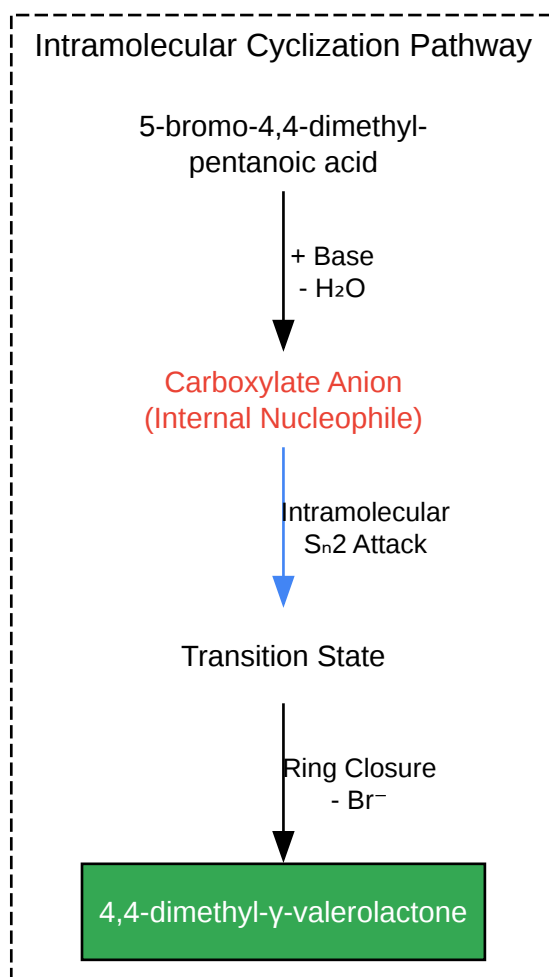 Intramolecular Cyclization Pathway
5-bromo-4,4-dimethyl-
pentanoic acid
+ Base
- H₂O
Carboxylate Anion
(Internal Nucleophile)
Intramolecular
Sₙ2 Attack
Transition State
Ring Closure
- Br⁻
4,4-dimethyl-γ-valerolactone